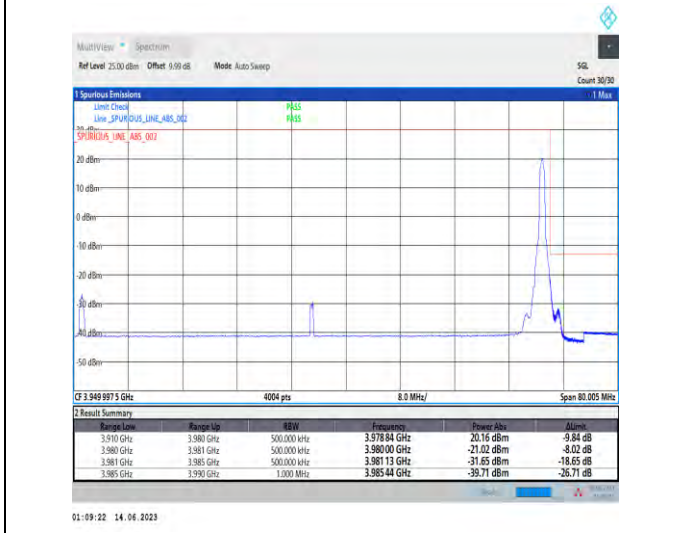 MultiView Spectrum
Ref Level 25.00 dBm Offset 9.99 dB Mode Auto Sweep SGL
Count 30/30
1 Spurious Emissions 1 Max
Limit Check PASS
Line _SPURIOUS_LINE_ABS_002 PASS
_SPURIOUS_LINE_ABS_002
20 dBm
10 dBm
0 dBm
-10 dBm
-20 dBm
-30 dBm
-40 dBm
-50 dBm
CF 3.949 997 5 GHz 4004 pts 8.0 MHz/ Span 80.005 MHz
2 Result Summary
Range Low Range Up RBW Frequency Power Abs ΔLimit
3.910 GHz 3.980 GHz 500.000 kHz 3.978 84 GHz 20.16 dBm -9.84 dB
3.980 GHz 3.981 GHz 500.000 kHz 3.980 00 GHz -21.02 dBm -8.02 dB
3.981 GHz 3.985 GHz 500.000 kHz 3.981 13 GHz -31.65 dBm -18.65 dB
3.985 GHz 3.990 GHz 1.000 MHz 3.985 44 GHz -39.71 dBm -26.71 dB
01:09:22 14.06.2023